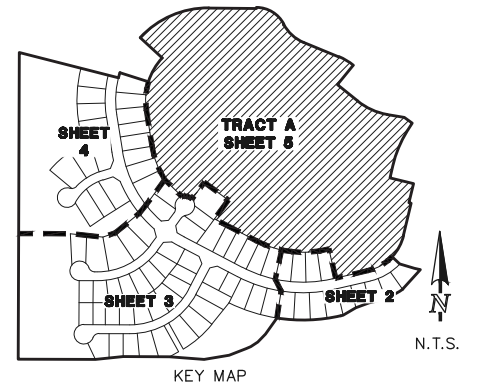 TRACT A
SHEET 5
SHEET
4
SHEET 3
SHEET 2
N
N.T.S.
KEY MAP